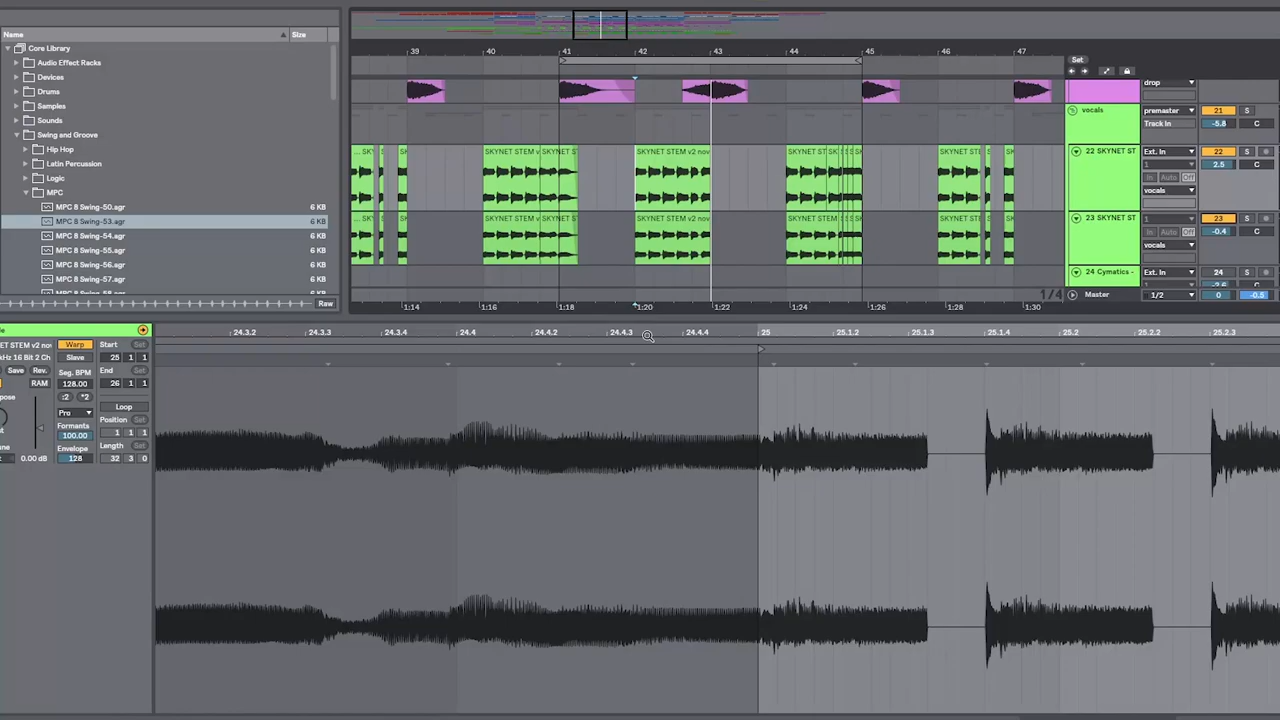 Name
Size
Core Library
Audio Effect Racks
Devices
Drums
Samples
Sounds
Swing and Groove
Hip Hop
Latin Percussion
Logic
MPC
MPC 8 Swing-50.agr 6 KB
MPC 8 Swing-53.agr 6 KB
MPC 8 Swing-54.agr 6 KB
MPC 8 Swing-55.agr 6 KB
MPC 8 Swing-56.agr 6 KB
MPC 8 Swing-57.agr 6 KB
Raw
39 40 41 42 43 44 45 46 47
Set
drop
vocals premaster 21 S
Track In -5.8 C
... SKY SKYNET STEM v SKYNET STEM v2 nov SKYNET STEM
22 SKYNET ST Ext. In 22 S
1 2.5 C
In Auto Off
vocals
... SKY SKYNET STEM v SKYNET SKYNET STEM v2 nov SKYNET STEM SKYNET
23 SKYNET ST 1 23 S
In Auto Off -0.4 C
vocals
24 Cymatics - Ext. In 24 S
1/4 Master 1/2 0 -0.5
1:14 1:16 1:18 1:20 1:22 1:24 1:26 1:28 1:30
24.3.2 24.3.3 24.3.4 24.4 24.4.2 24.4.3 24.4.4 25 25.1.2 25.1.3 25.1.4 25.2 25.2.2 25.2.3
ET STEM v2 nov Warp Start Set
kHz 16 Bit 2 Ch Slave 25 1 1
Save Rev. Seg. BPM End Set
RAM 128.00 26 1 1
:2 *2
Pro Loop
Formants Position Set
100.00 1 1 1
Envelope Length Set
0.00 dB 128 32 3 0